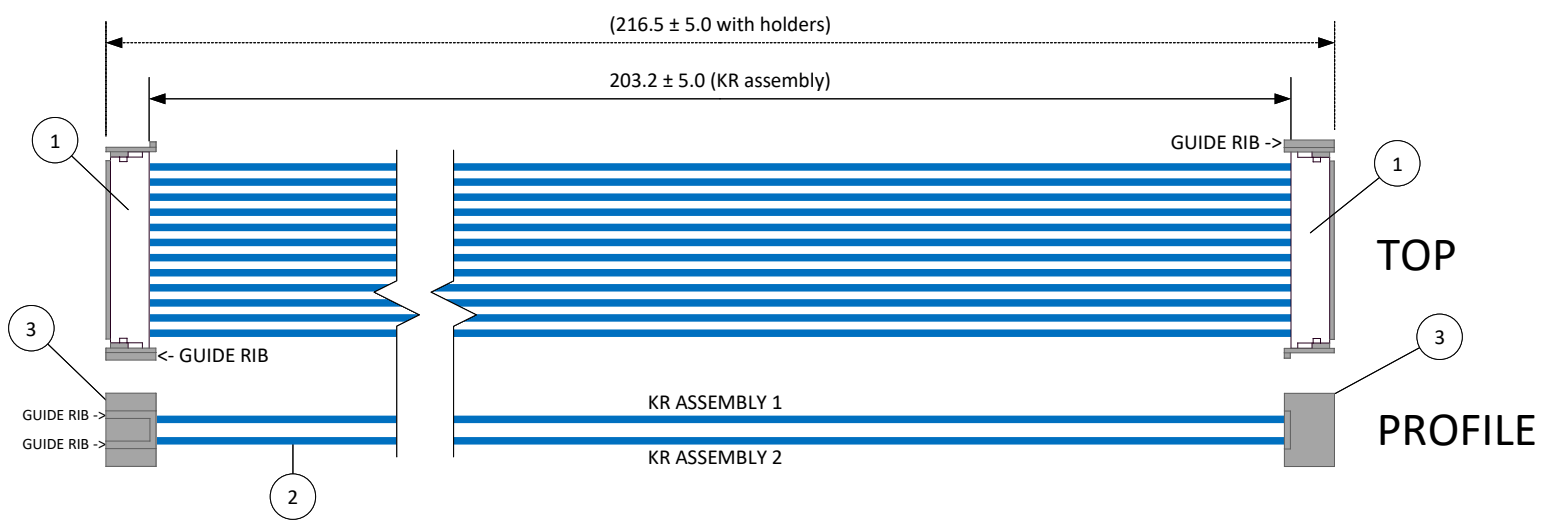 (216.5 ± 5.0 with holders)
203.2 ± 5.0 (KR assembly)
1
GUIDE RIB ->
1
TOP
3
<- GUIDE RIB
3
GUIDE RIB ->
KR ASSEMBLY 1
PROFILE
GUIDE RIB ->
KR ASSEMBLY 2
2